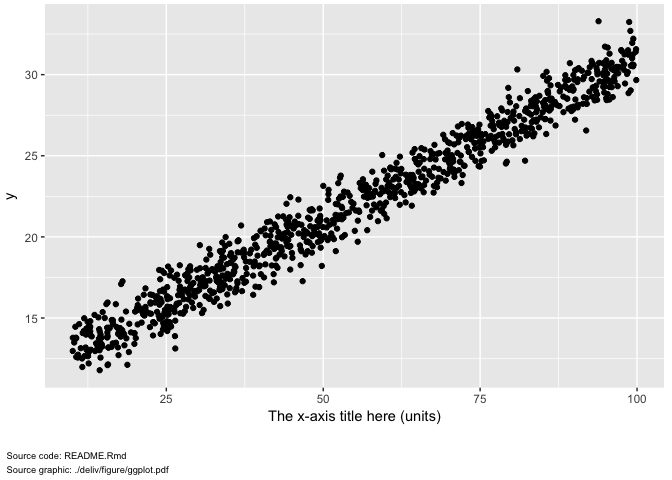 30
25
20
15
y
25 50 75 100
The x-axis title here (units)
Source code: README.Rmd
Source graphic: ./deliv/figure/ggplot.pdf